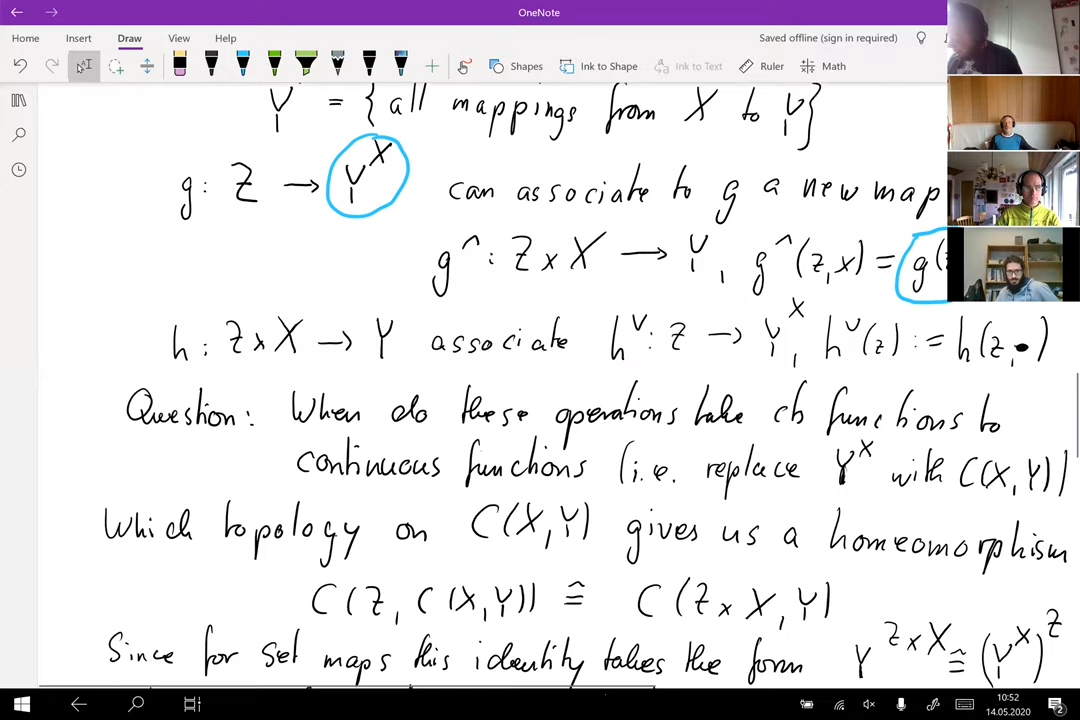 OneNote
Home Insert Draw View Help Saved offline (sign in required)
Shapes Ink to Shape Ink to Text Ruler Math
Y = { all mappings from X to Y }
g : Z → Y^X can associate to g a new map
g^ : Z × X → Y, g^(z,x) = g(
h : Z × X → Y associate h^v : Z → Y^X, h^v(z) := h(z, •)
Question: When do these operations take cts functions to
continuous functions (i.e. replace Y^X with C(X,Y))
Which topology on C(X,Y) gives us a homeomorphism
C(Z, C(X,Y)) ≅ C(Z × X, Y)
Since for set maps this identity takes the form Y^{Z×X} ≅ (Y^X)^Z
10:52
14.05.2020
2